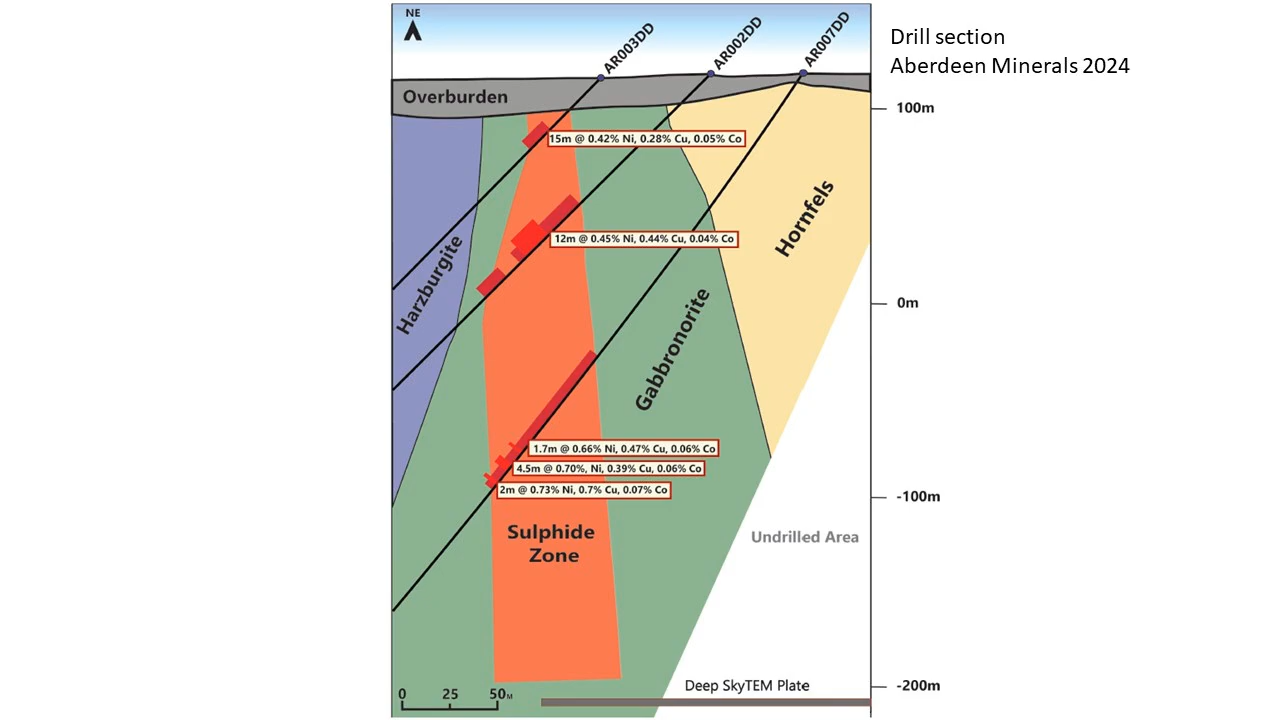 NE
AR003DD
AR002DD
AR007DD
Drill section
Aberdeen Minerals 2024
Overburden
100m
15m @ 0.42% Ni, 0.28% Cu, 0.05% Co
Hornfels
12m @ 0.45% Ni, 0.44% Cu, 0.04% Co
Harzburgite
0m
Gabbronorite
1.7m @ 0.66% Ni, 0.47% Cu, 0.06% Co
4.5m @ 0.70%, Ni, 0.39% Cu, 0.06% Co
2m @ 0.73% Ni, 0.7% Cu, 0.07% Co
-100m
Sulphide
Zone
Undrilled Area
Deep SkyTEM Plate
-200m
0 25 50M